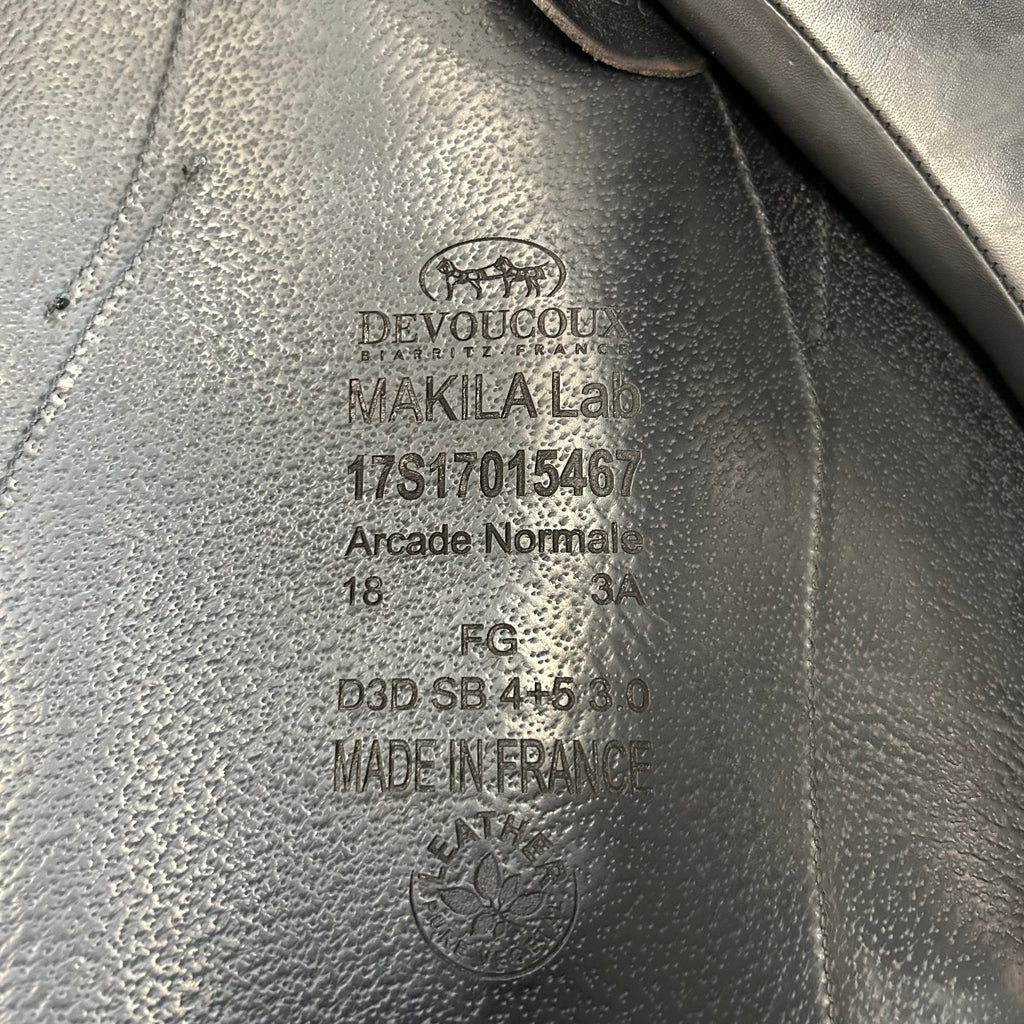 DEVOUCOUX
BIARRITZ.FRANCE
MAKILA Lab
17S17015467
Arcade Normale
18 3A
FG
D3D SB 4+5 3.0
MADE IN FRANCE
LEATHER